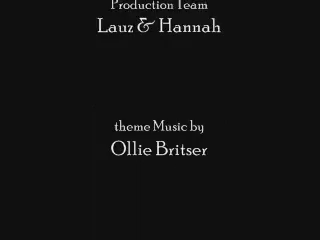 Production Team
Lauz & Hannah
theme Music by
Ollie Britser